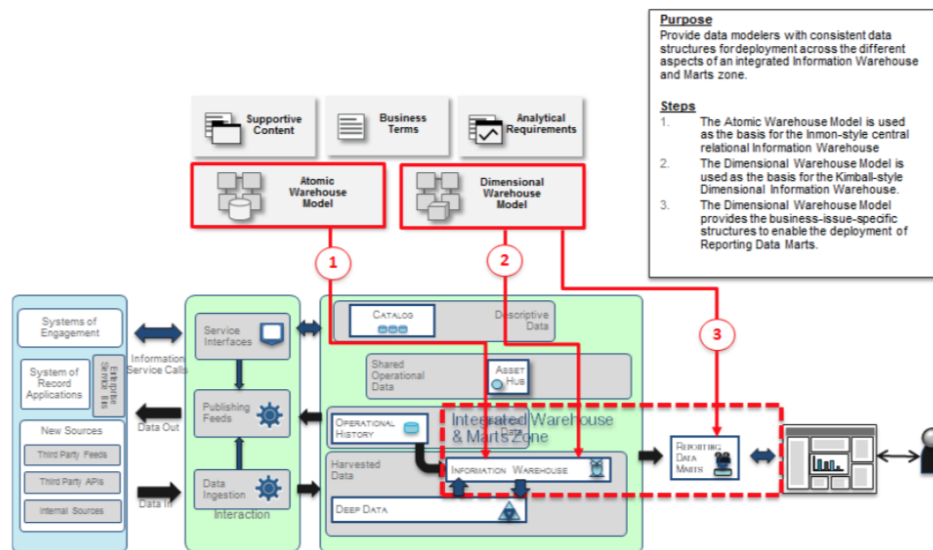 Purpose
Provide data modelers with consistent data
structures for deployment across the different
aspects of an integrated Information Warehouse
and Marts zone.
Steps
1. The Atomic Warehouse Model is used
as the basis for the Inmon-style central
relational Information Warehouse
2. The Dimensional Warehouse Model is
used as the basis for the Kimball-style
Dimensional Information Warehouse.
3. The Dimensional Warehouse Model
provides the business-issue-specific
structures to enable the deployment of
Reporting Data Marts.
Supportive
Content
Business
Terms
Analytical
Requirements
Atomic
Warehouse
Model
Dimensional
Warehouse
Model
1
2
3
Systems of
Engagement
Information
Service Calls
System of
Record
Applications
Enterprise
Service Bus
Data Out
New Sources
Third Party Feeds
Third Party APIs
Internal Sources
Data In
Service
Interfaces
Publishing
Feeds
Data
Ingestion
Interaction
CATALOG
Descriptive
Data
Shared
Operational
Data
ASSET
HUB
OPERATIONAL
HISTORY
Data
Integrated Warehouse
& Marts Zone
Harvested
Data
INFORMATION WAREHOUSE
DEEP DATA
REPORTING
DATA
MARTS